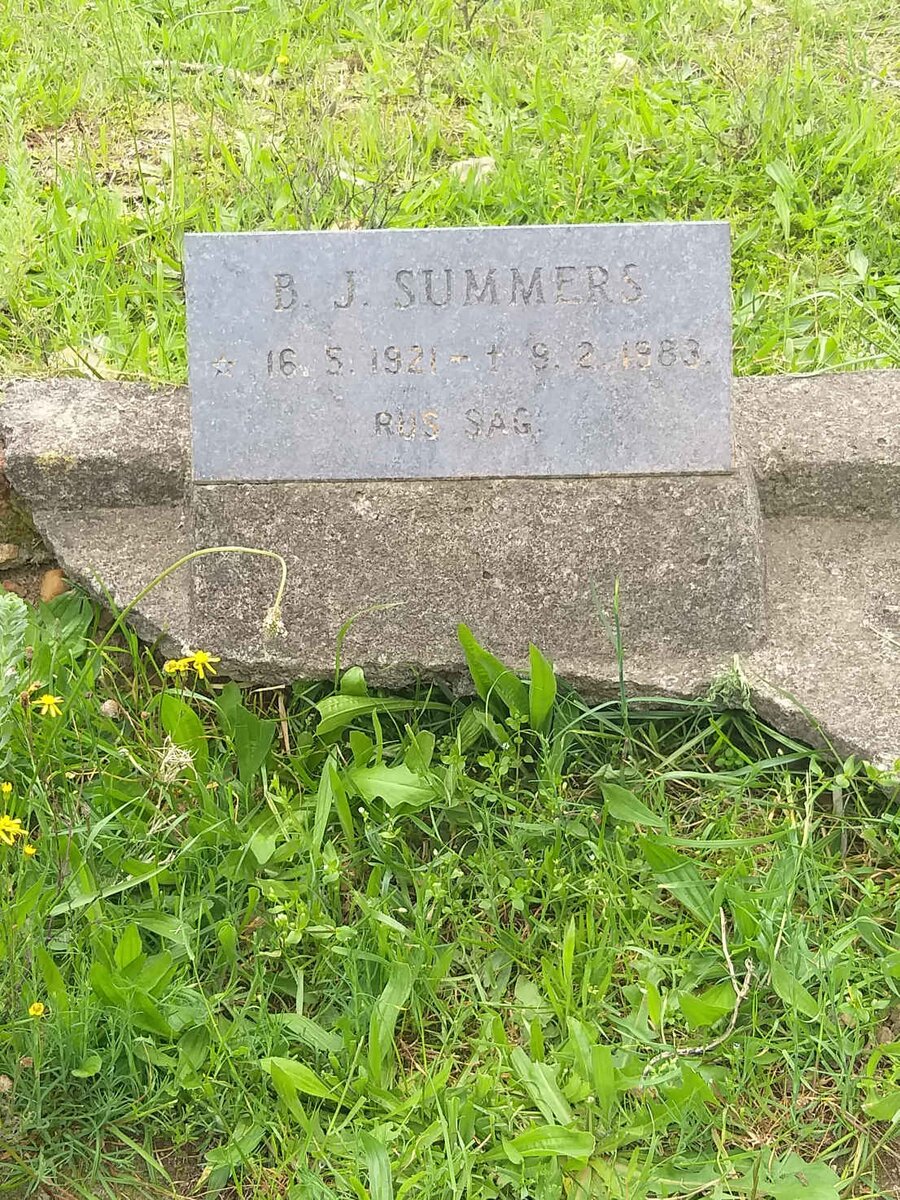 B. J. SUMMERS
☆ 16. 5. 1921 - † 9. 2. 1983.
RUS SAG.